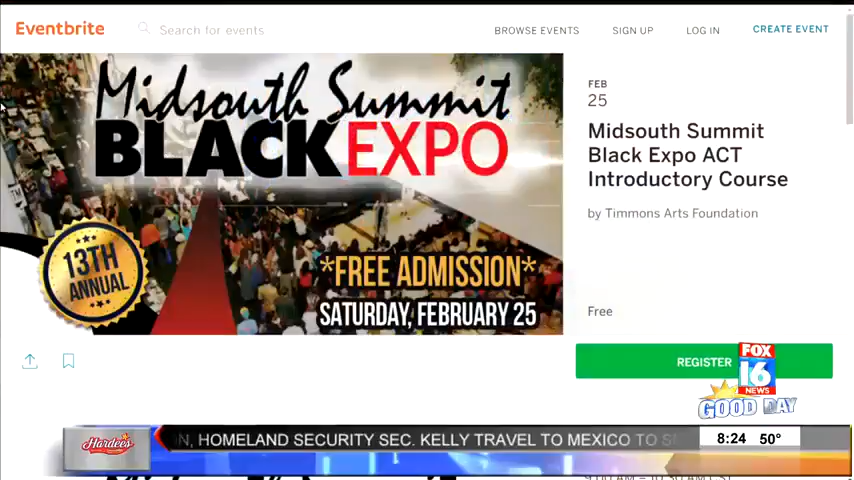 Eventbrite
Search for events
BROWSE EVENTS
SIGN UP
LOG IN
CREATE EVENT
Midsouth Summit
BLACK EXPO
13TH
ANNUAL
*FREE ADMISSION*
SATURDAY, FEBRUARY 25
FEB
25
Midsouth Summit
Black Expo ACT
Introductory Course
by Timmons Arts Foundation
Free
REGISTER
FOX
16
NEWS
GOOD DAY
Hardee's
N, HOMELAND SECURITY SEC. KELLY TRAVEL TO MEXICO TO
8:24 50°